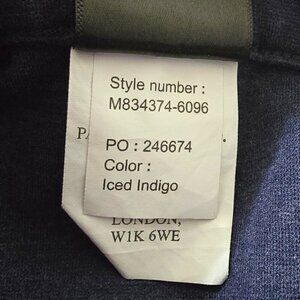 Style number :
M834374-6096
PO : 246674
Color :
Iced Indigo
LONDON,
W1K 6WE